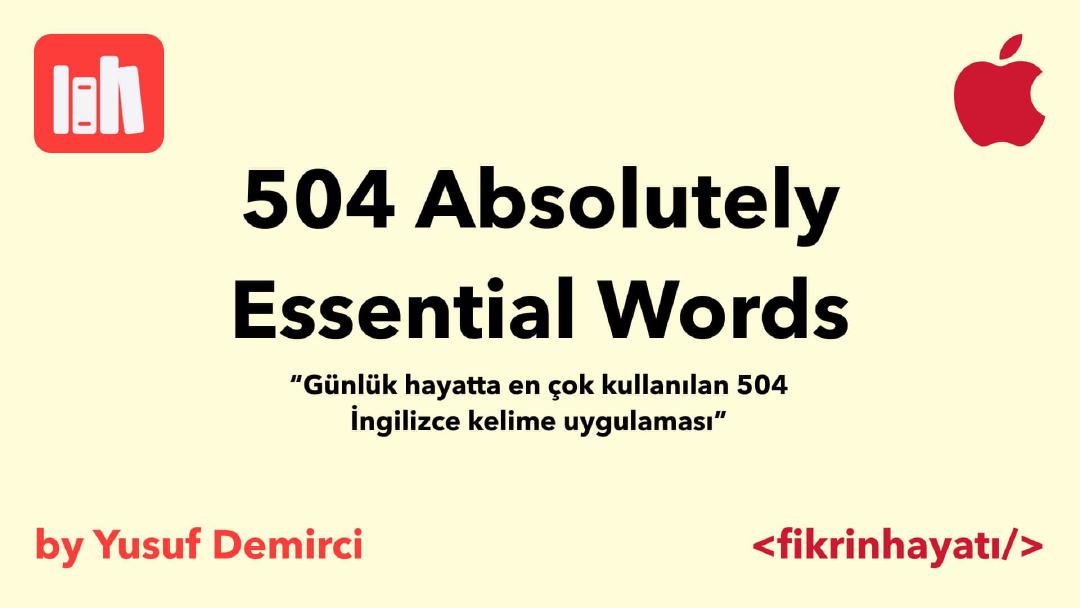 504 Absolutely
Essential Words
“Günlük hayatta en çok kullanılan 504
İngilizce kelime uygulaması”
by Yusuf Demirci
<fikrinhayatı/>